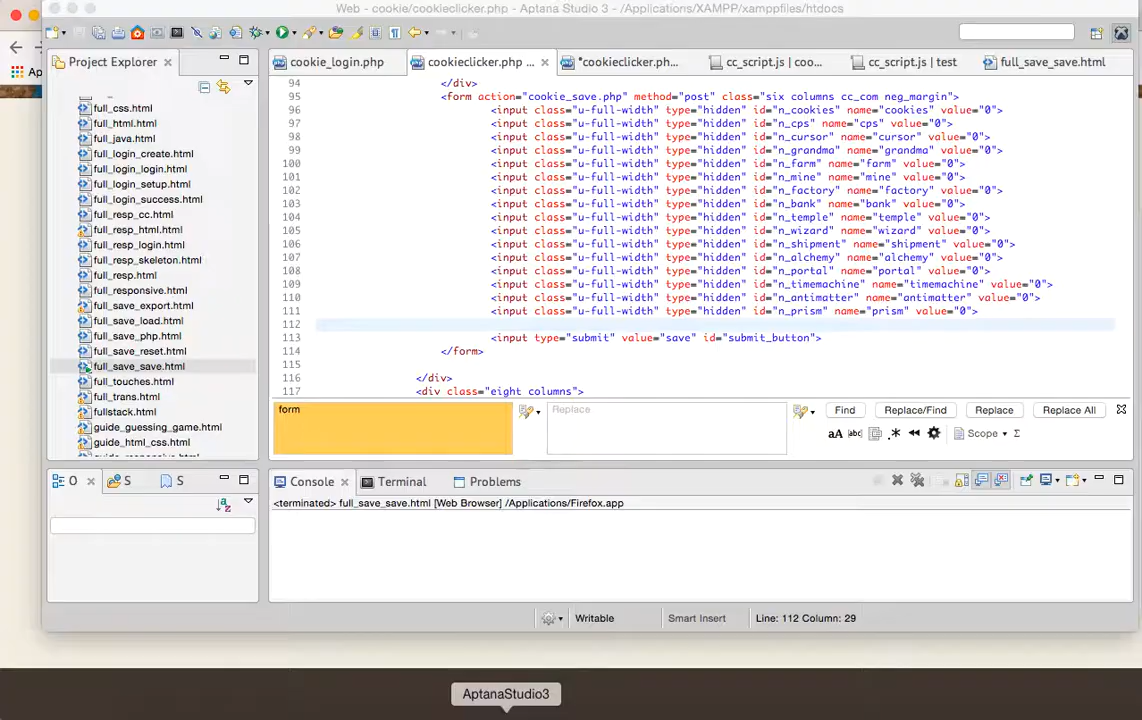 Web - cookie/cookieclicker.php - Aptana Studio 3 - /Applications/XAMPP/xamppfiles/htdocs
Ap
Project Explorer
full_css.html
full_html.html
full_java.html
full_login_create.html
full_login_login.html
full_login_setup.html
full_login_success.html
full_resp_cc.html
full_resp_html.html
full_resp_login.html
full_resp_skeleton.html
full_resp.html
full_responsive.html
full_save_export.html
full_save_load.html
full_save_php.html
full_save_reset.html
full_save_save.html
full_touches.html
full_trans.html
fullstack.html
guide_guessing_game.html
guide_html_css.html
cookie_login.php
cookieclicker.php ...
*cookieclicker.ph...
cc_script.js | coo...
cc_script.js | test
full_save_save.html
94 </div>
95 <form action="cookie_save.php" method="post" class="six columns cc_com neg_margin">
96 <input class="u-full-width" type="hidden" id="n_cookies" name="cookies" value="0">
97 <input class="u-full-width" type="hidden" id="n_cps" name="cps" value="0">
98 <input class="u-full-width" type="hidden" id="n_cursor" name="cursor" value="0">
99 <input class="u-full-width" type="hidden" id="n_grandma" name="grandma" value="0">
100 <input class="u-full-width" type="hidden" id="n_farm" name="farm" value="0">
101 <input class="u-full-width" type="hidden" id="n_mine" name="mine" value="0">
102 <input class="u-full-width" type="hidden" id="n_factory" name="factory" value="0">
103 <input class="u-full-width" type="hidden" id="n_bank" name="bank" value="0">
104 <input class="u-full-width" type="hidden" id="n_temple" name="temple" value="0">
105 <input class="u-full-width" type="hidden" id="n_wizard" name="wizard" value="0">
106 <input class="u-full-width" type="hidden" id="n_shipment" name="shipment" value="0">
107 <input class="u-full-width" type="hidden" id="n_alchemy" name="alchemy" value="0">
108 <input class="u-full-width" type="hidden" id="n_portal" name="portal" value="0">
109 <input class="u-full-width" type="hidden" id="n_timemachine" name="timemachine" value="0">
110 <input class="u-full-width" type="hidden" id="n_antimatter" name="antimatter" value="0">
111 <input class="u-full-width" type="hidden" id="n_prism" name="prism" value="0">
112
113 <input type="submit" value="save" id="submit_button">
114 </form>
115
116 </div>
117 <div class="eight columns">
form
Replace
Find
Replace/Find
Replace
Replace All
aA
abc
.*
Scope
Σ
O
S
S
Console
Terminal
Problems
<terminated> full_save_save.html [Web Browser] /Applications/Firefox.app
Writable
Smart Insert
Line: 112 Column: 29
AptanaStudio3